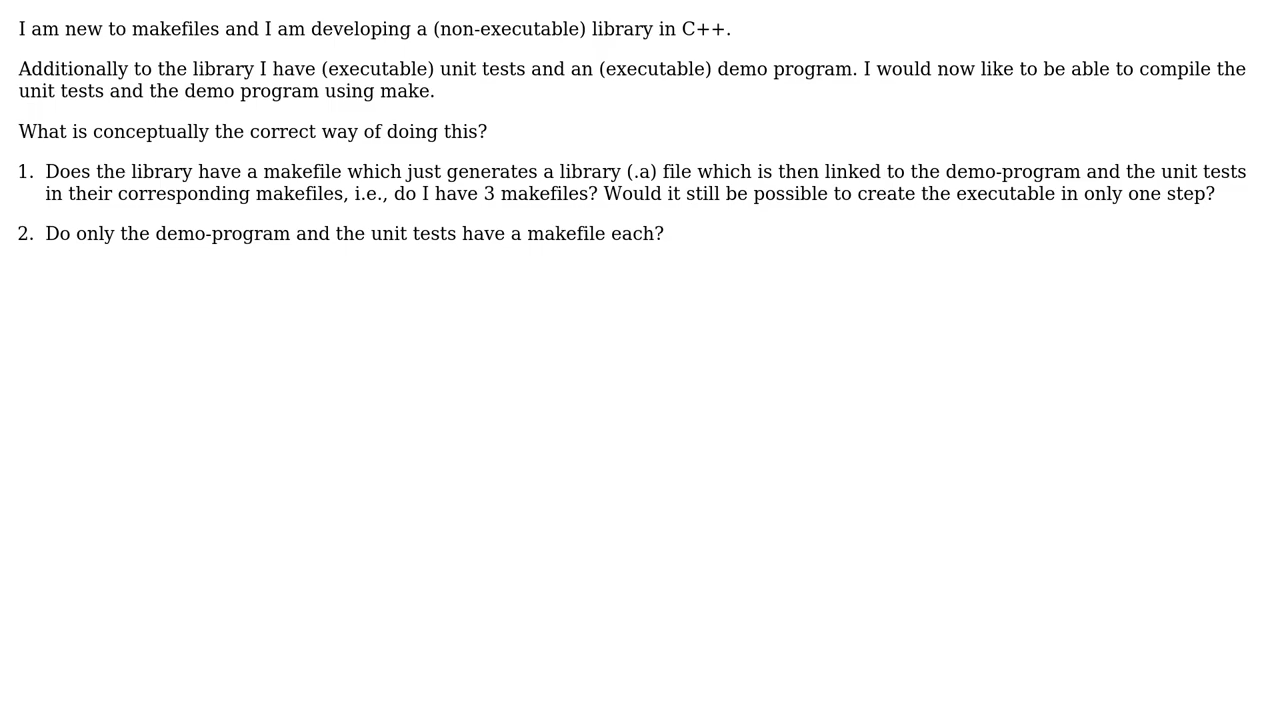 I am new to makefiles and I am developing a (non-executable) library in C++.
Additionally to the library I have (executable) unit tests and an (executable) demo program. I would now like to be able to compile the
unit tests and the demo program using make.
What is conceptually the correct way of doing this?
1. Does the library have a makefile which just generates a library (.a) file which is then linked to the demo-program and the unit tests
in their corresponding makefiles, i.e., do I have 3 makefiles? Would it still be possible to create the executable in only one step?
2. Do only the demo-program and the unit tests have a makefile each?